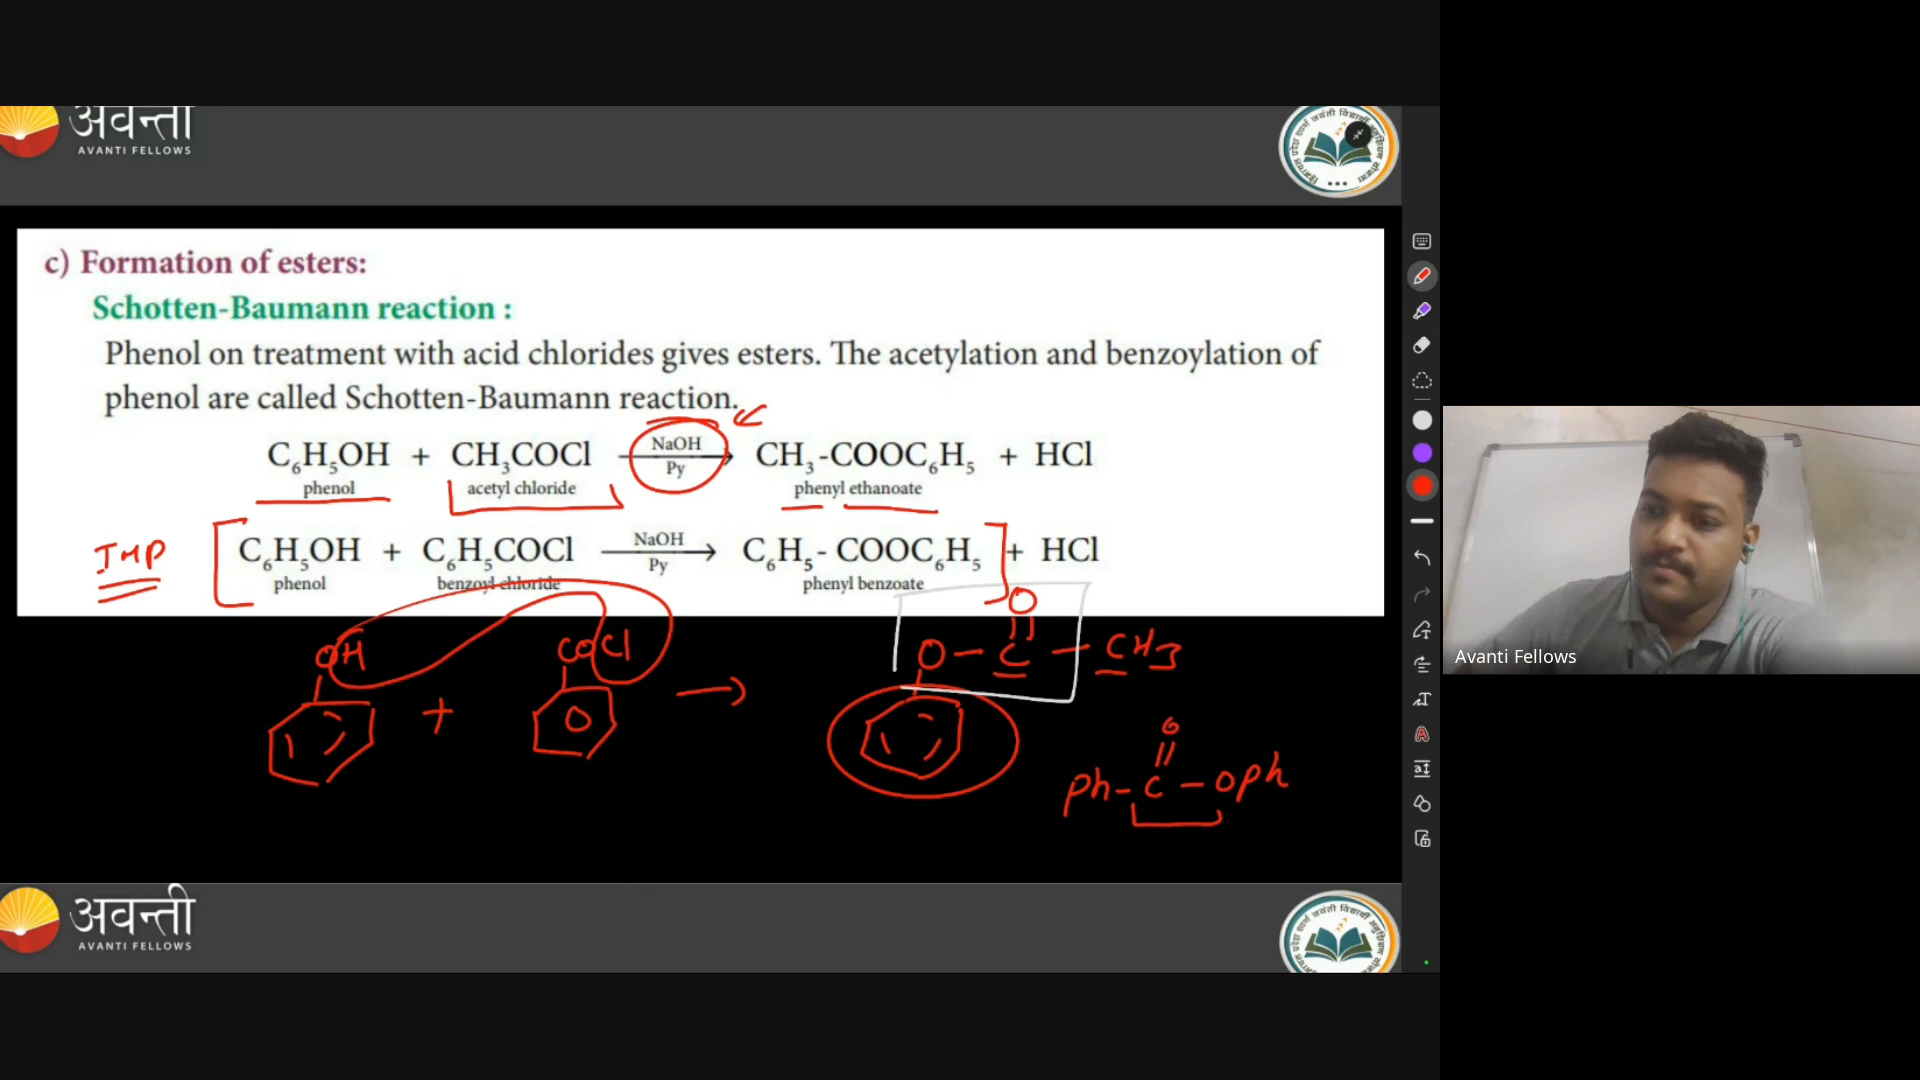 अवन्ती
AVANTI FELLOWS
c) Formation of esters:
Schotten-Baumann reaction :
Phenol on treatment with acid chlorides gives esters. The acetylation and benzoylation of
phenol are called Schotten-Baumann reaction.
C₆H₅OH + CH₃COCl NaOH Py → CH₃-COOC₆H₅ + HCl
phenol acetyl chloride phenyl ethanoate
IMP
C₆H₅OH + C₆H₅COCl NaOH Py → C₆H₅- COOC₆H₅ + HCl
phenol benzoyl chloride phenyl benzoate
O
OH COCl O-C-CH3
+ →
O
Ph-C-Oph
अवन्ती
AVANTI FELLOWS
Avanti Fellows